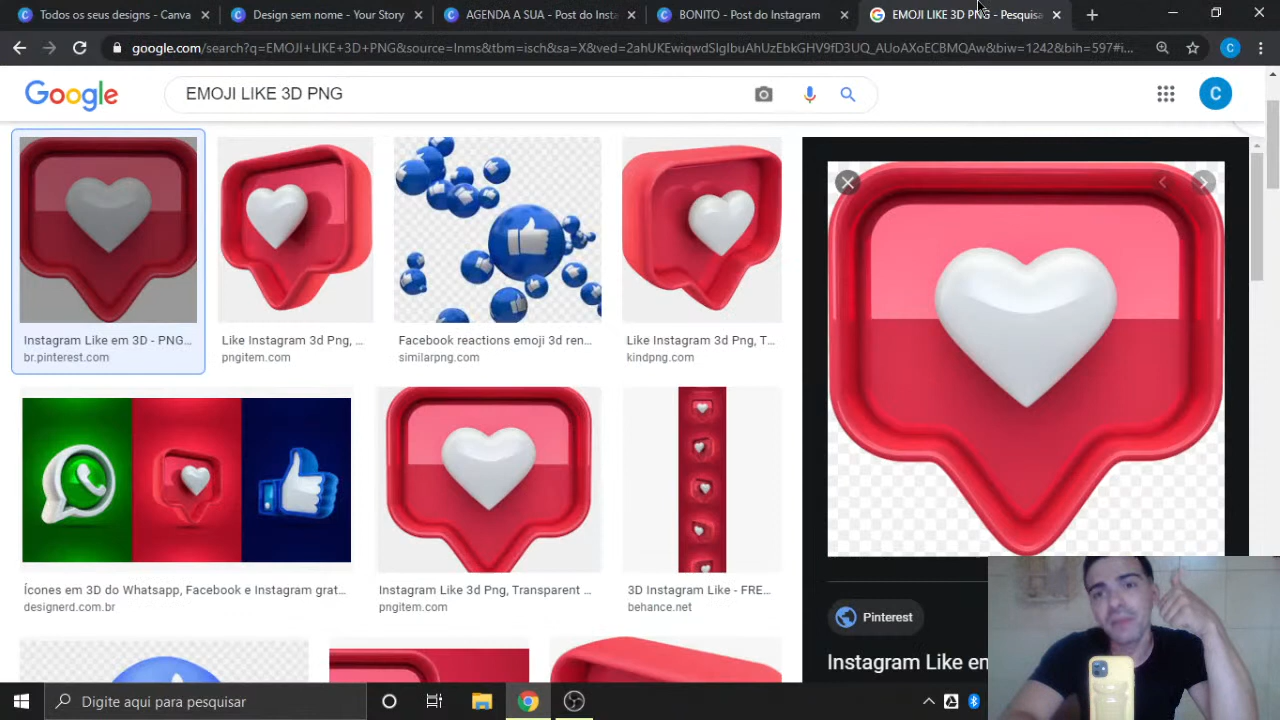 Todos os seus designs - Canva
Design sem nome - Your Story
AGENDA A SUA - Post do Insta
BONITO - Post do Instagram
EMOJI LIKE 3D PNG - Pesquisa
google.com/search?q=EMOJI+LIKE+3D+PNG&source=lnms&tbm=isch&sa=X&ved=2ahUKEwiqwdSlglbuAhUzEbkGHV9fD3UQ_AUoAXoECBMQAw&biw=1242&bih=597#i...
C
Google
EMOJI LIKE 3D PNG
C
Instagram Like em 3D - PNG...
br.pinterest.com
Like Instagram 3d Png, ...
pngitem.com
Facebook reactions emoji 3d ren...
similarpng.com
Like Instagram 3d Png, T...
kindpng.com
Ícones em 3D do Whatsapp, Facebook e Instagram grat...
designerd.com.br
Instagram Like 3d Png, Transparent ...
pngitem.com
3D Instagram Like - FRE...
behance.net
Pinterest
Instagram Like em
Digite aqui para pesquisar